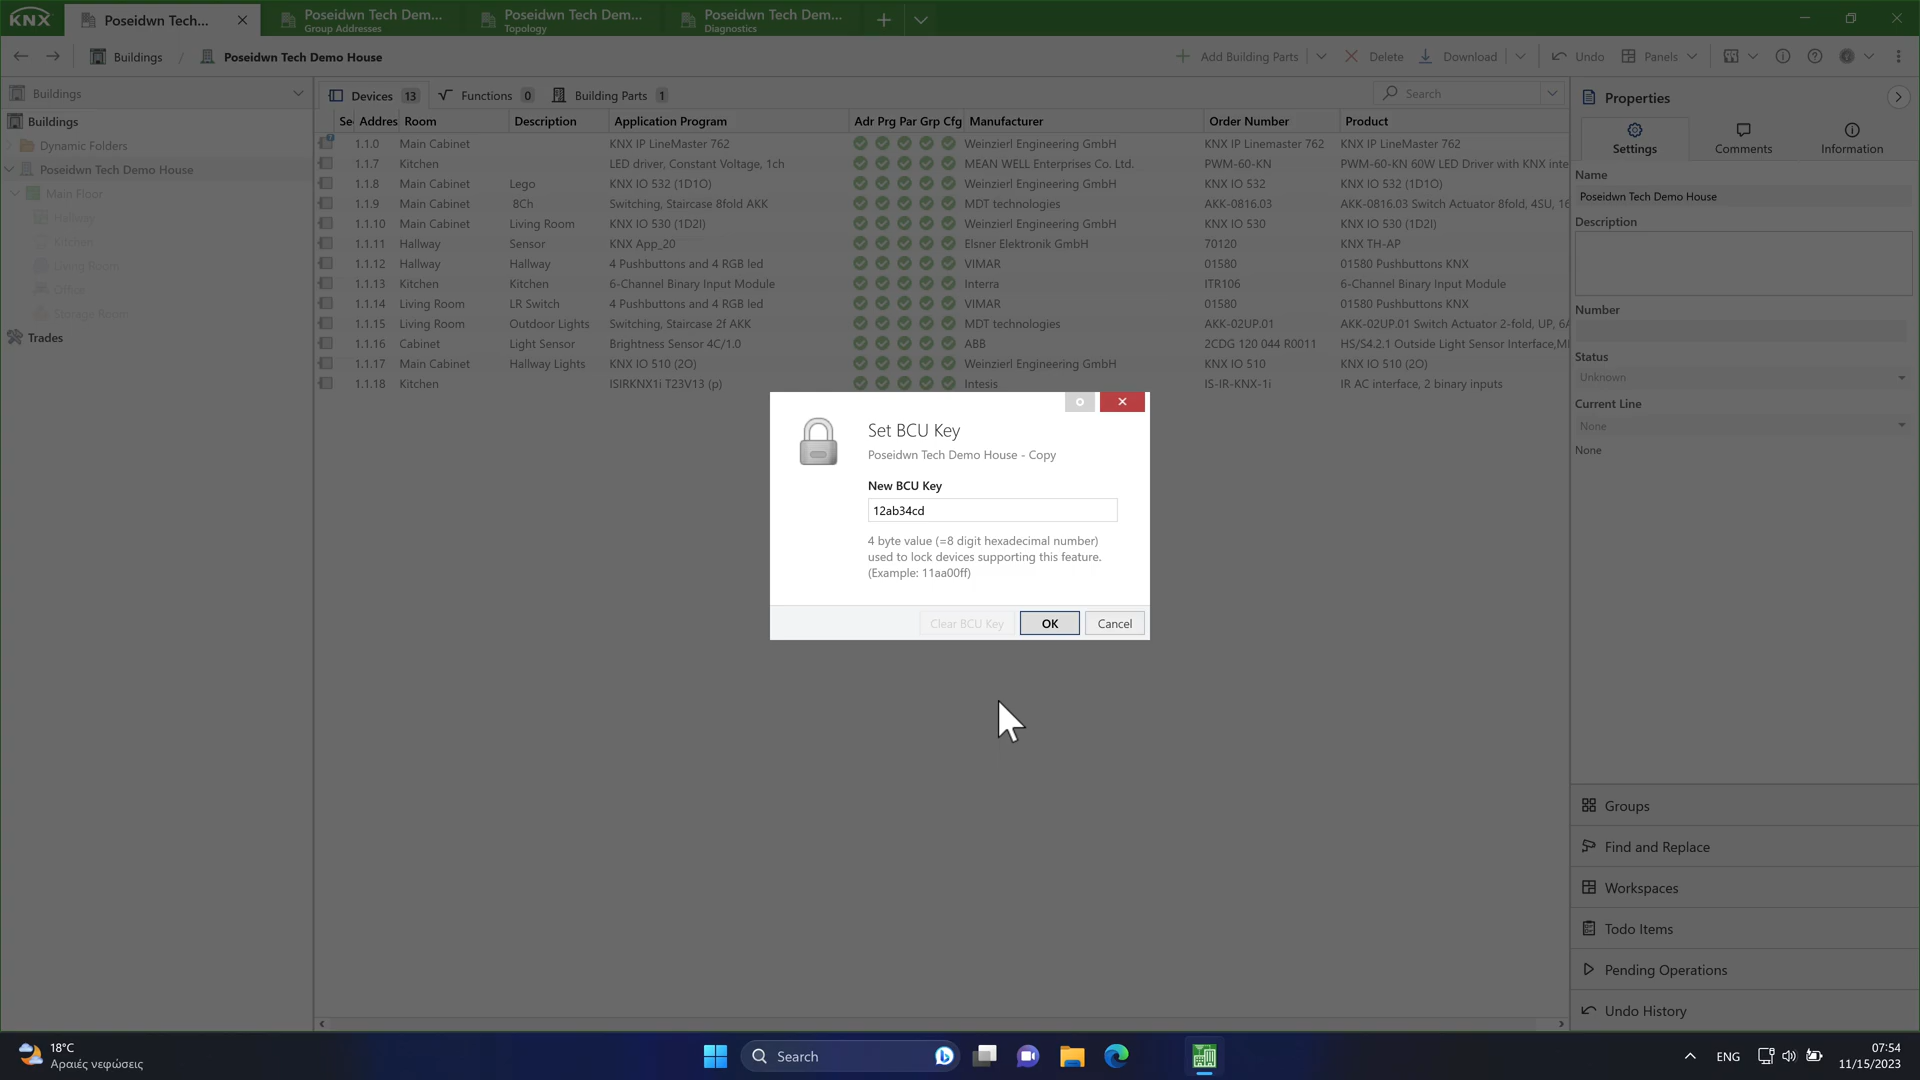 KNX
Poseidwn Tech...
Poseidwn Tech Dem...
Group Addresses
Poseidwn Tech Dem...
Topology
Poseidwn Tech Dem...
Diagnostics
Buildings / Poseidwn Tech Demo House
Add Building Parts
Delete
Download
Undo
Panels
Buildings
Buildings
Dynamic Folders
Poseidwn Tech Demo House
Main Floor
Hallway
Kitchen
Living Room
Office
Storage Room
Trades
Devices 13
Functions 0
Building Parts 1
Search
Se Addres Room Description Application Program Adr Prg Par Grp Cfg Manufacturer Order Number Product
1.1.0 Main Cabinet KNX IP LineMaster 762 Weinzierl Engineering GmbH KNX IP Linemaster 762 KNX IP LineMaster 762
1.1.7 Kitchen LED driver, Constant Voltage, 1ch MEAN WELL Enterprises Co. Ltd. PWM-60-KN PWM-60-KN 60W LED Driver with KNX inte
1.1.8 Main Cabinet Lego KNX IO 532 (1D1O) Weinzierl Engineering GmbH KNX IO 532 KNX IO 532 (1D1O)
1.1.9 Main Cabinet 8Ch Switching, Staircase 8fold AKK MDT technologies AKK-0816.03 AKK-0816.03 Switch Actuator 8fold, 4SU, 16
1.1.10 Main Cabinet Living Room KNX IO 530 (1D2I) Weinzierl Engineering GmbH KNX IO 530 KNX IO 530 (1D2I)
1.1.11 Hallway Sensor KNX App_20 Elsner Elektronik GmbH 70120 KNX TH-AP
1.1.12 Hallway Hallway 4 Pushbuttons and 4 RGB led VIMAR 01580 01580 Pushbuttons KNX
1.1.13 Kitchen Kitchen 6-Channel Binary Input Module Interra ITR106 6-Channel Binary Input Module
1.1.14 Living Room LR Switch 4 Pushbuttons and 4 RGB led VIMAR 01580 01580 Pushbuttons KNX
1.1.15 Living Room Outdoor Lights Switching, Staircase 2f AKK MDT technologies AKK-02UP.01 AKK-02UP.01 Switch Actuator 2-fold, UP, 6A
1.1.16 Cabinet Light Sensor Brightness Sensor 4C/1.0 ABB 2CDG 120 044 R0011 HS/S4.2.1 Outside Light Sensor Interface,MI
1.1.17 Main Cabinet Hallway Lights KNX IO 510 (2O) Weinzierl Engineering GmbH KNX IO 510 KNX IO 510 (2O)
1.1.18 Kitchen ISIRKNX1i T23V13 (p) Intesis IS-IR-KNX-1i IR AC interface, 2 binary inputs
Set BCU Key
Poseidwn Tech Demo House - Copy
New BCU Key
12ab34cd
4 byte value (=8 digit hexadecimal number)
used to lock devices supporting this feature.
(Example: 11aa00ff)
Clear BCU Key
OK
Cancel
Properties
Settings
Comments
Information
Name
Poseidwn Tech Demo House
Description
Number
Status
Unknown
Current Line
None
None
Groups
Find and Replace
Workspaces
Todo Items
Pending Operations
Undo History
18°C
Αραιές νεφώσεις
Search
ENG
07:54
11/15/2023